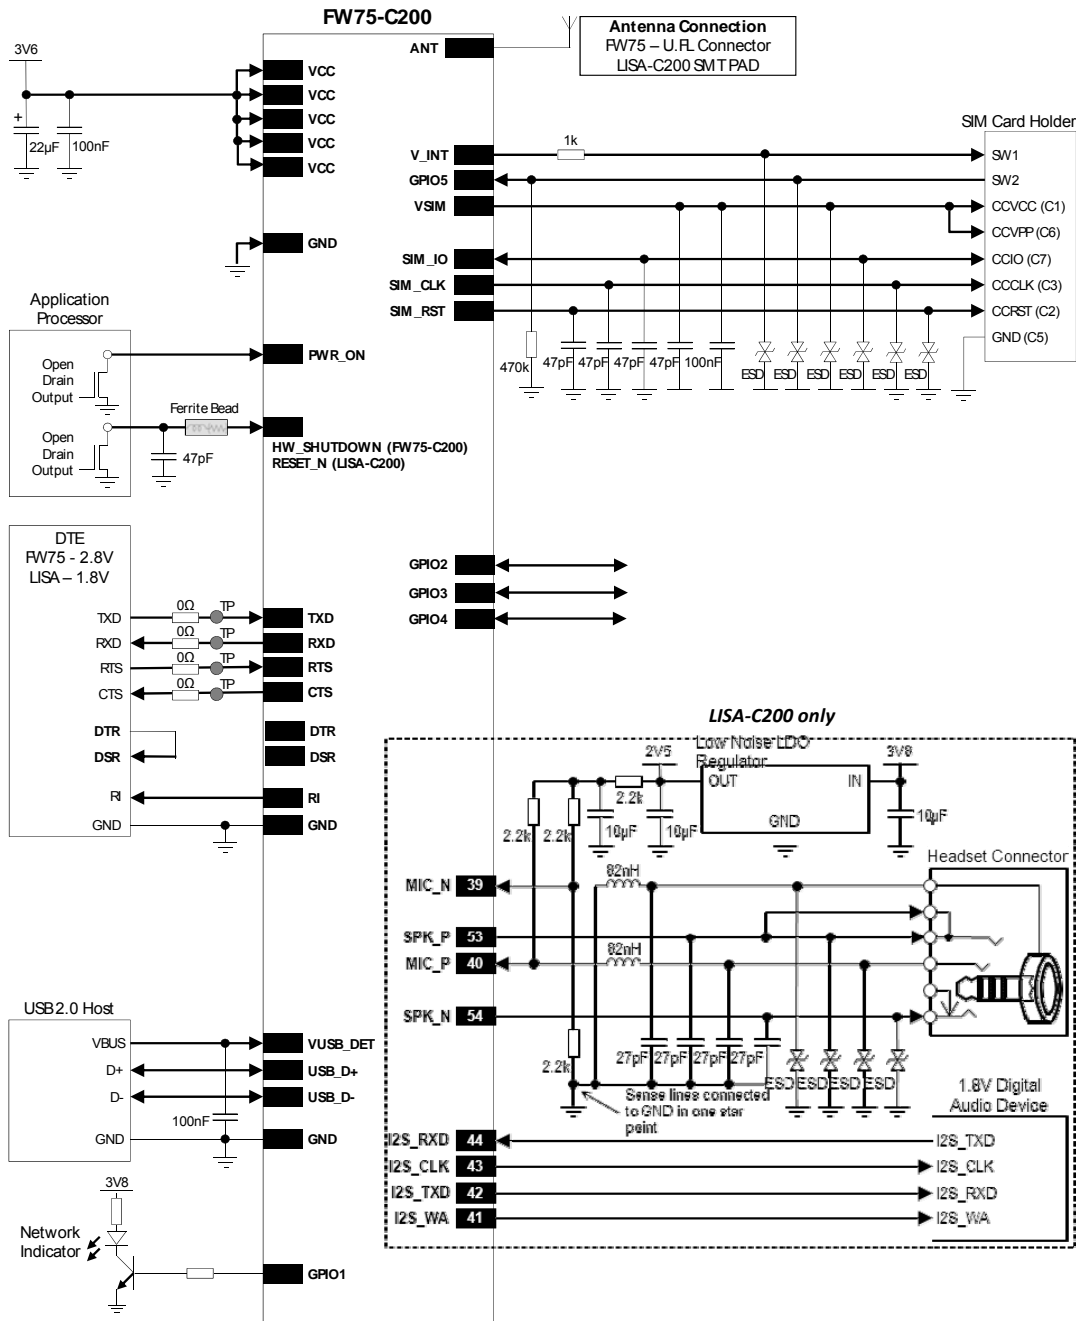 FW75-C200
3V6
+
22µF
100nF
VCC
VCC
VCC
VCC
VCC
GND
ANT
Antenna Connection
FW75 – U.FL Connector
LISA-C200 SMT PAD
SIM Card Holder
V_INT
1k
SW1
GPIO5
SW2
VSIM
CCVCC (C1)
CCVPP (C6)
SIM_IO
CCIO (C7)
SIM_CLK
CCCLK (C3)
SIM_RST
CCRST (C2)
GND (C5)
470k
47pF
47pF
47pF
47pF
100nF
ESD
ESD
ESD
ESD
ESD
ESD
Application
Processor
Open
Drain
Output
PWR_ON
Open
Drain
Output
Ferrite Bead
47pF
HW_SHUTDOWN (FW75-C200)
RESET_N (LISA-C200)
DTE
FW75 - 2.8V
LISA – 1.8V
TXD
0Ω
TP
TXD
RXD
0Ω
TP
RXD
RTS
0Ω
TP
RTS
CTS
0Ω
TP
CTS
DTR
DTR
DSR
DSR
RI
RI
GND
GND
GPIO2
GPIO3
GPIO4
LISA-C200 only
2V5
Low Noise LDO
Regulator
3V8
OUT
IN
GND
2.2k
10µF
10µF
10µF
2.2k
2.2k
Headset Connector
MIC_N
39
82nH
SPK_P
53
MIC_P
40
82nH
SPK_N
54
2.2k
27pF
27pF
27pF
27pF
ESD
ESD
ESD
ESD
Sense lines connected
to GND in one star
point
1.8V Digital
Audio Device
I2S_RXD
44
I2S_TXD
I2S_CLK
43
I2S_CLK
I2S_TXD
42
I2S_RXD
I2S_WA
41
I2S_WA
USB 2.0 Host
VBUS
VUSB_DET
D+
USB_D+
D-
USB_D-
100nF
GND
GND
3V8
Network
Indicator
GPIO1